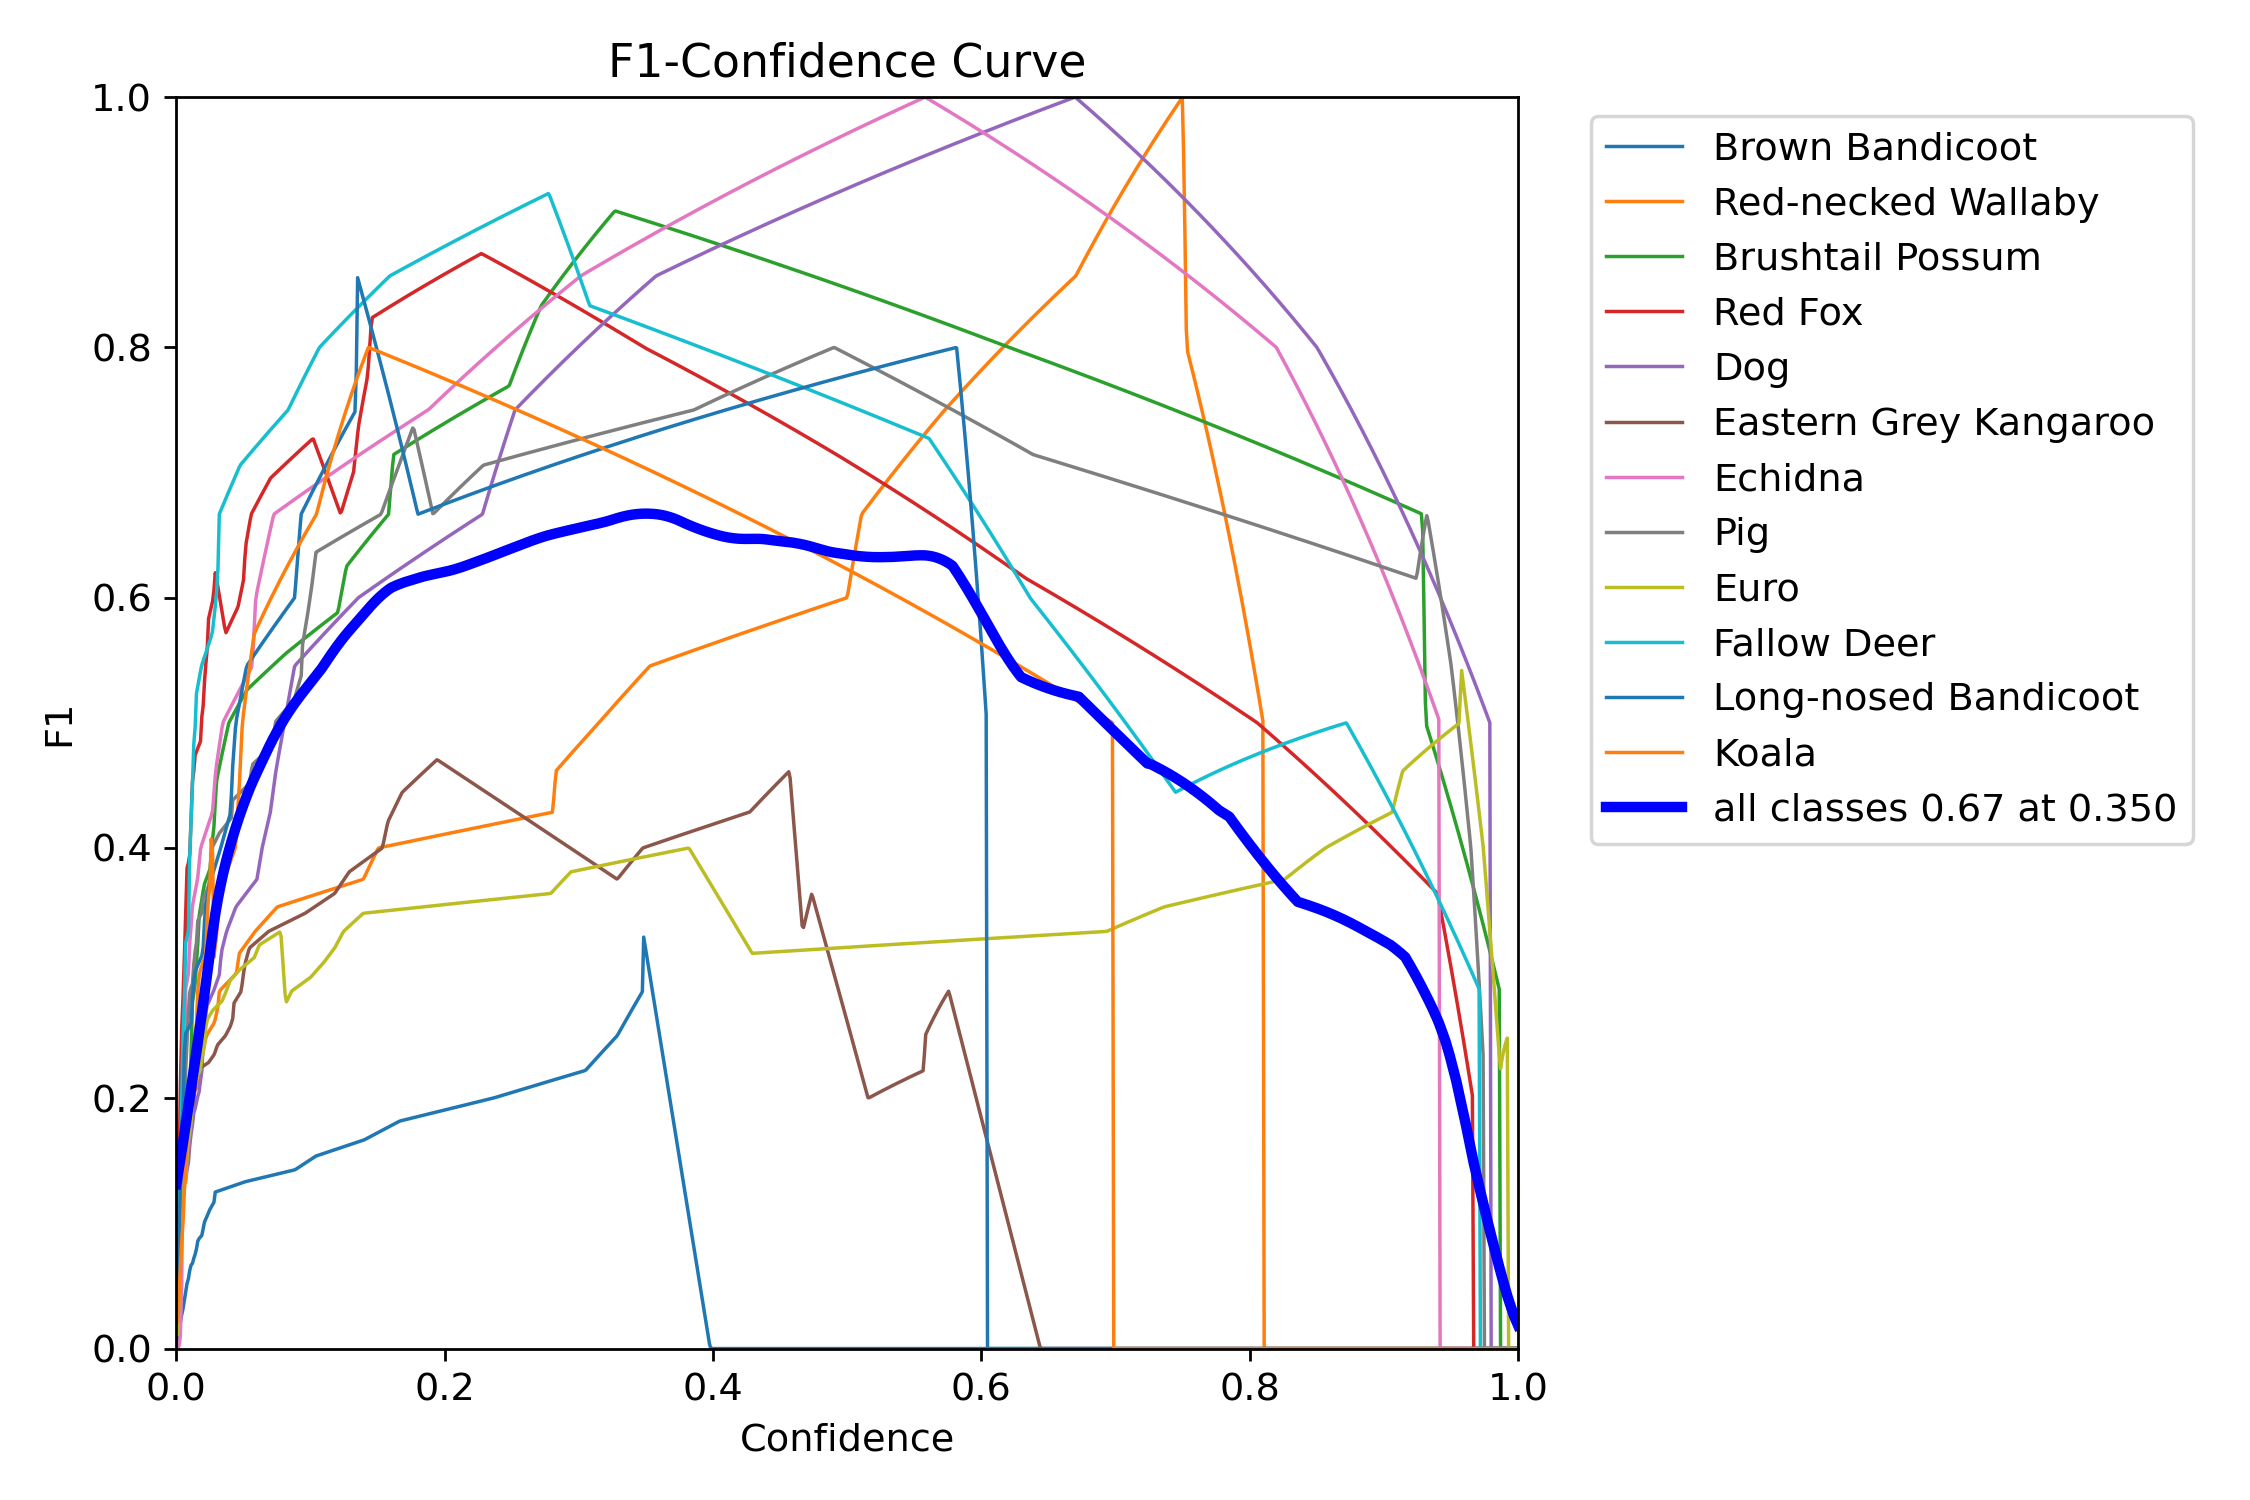 F1-Confidence Curve
1.0
0.8
0.6
0.4
0.2
0.0
F1
0.0 0.2 0.4 0.6 0.8 1.0
Confidence
Brown Bandicoot
Red-necked Wallaby
Brushtail Possum
Red Fox
Dog
Eastern Grey Kangaroo
Echidna
Pig
Euro
Fallow Deer
Long-nosed Bandicoot
Koala
all classes 0.67 at 0.350